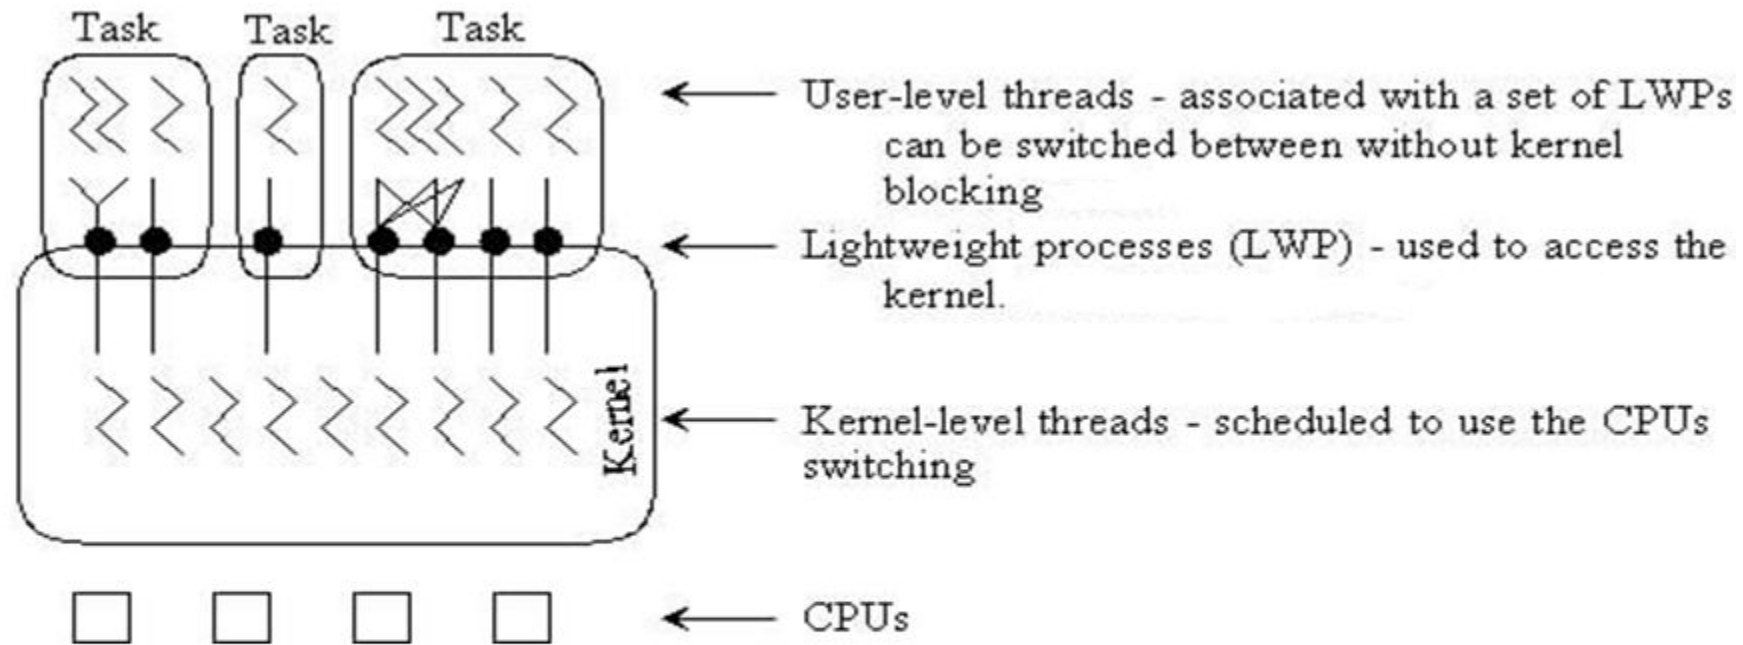 Task Task Task
User-level threads - associated with a set of LWPs
can be switched between without kernel
blocking
Lightweight processes (LWP) - used to access the
kernel.
Kernel
Kernel-level threads - scheduled to use the CPUs
switching
CPUs